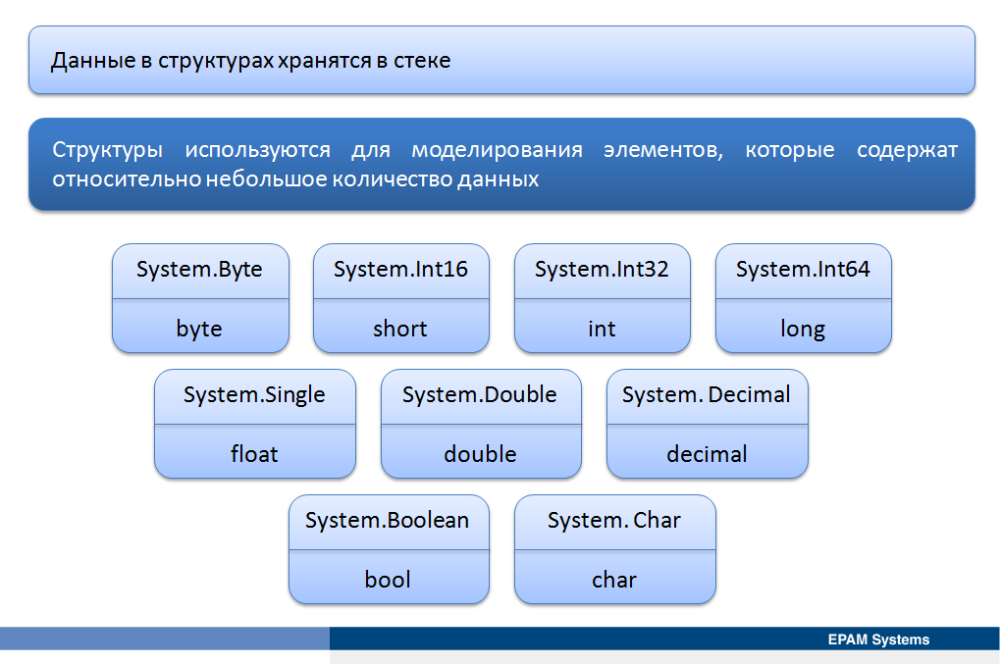 Данные в структурах хранятся в стеке
Структуры используются для моделирования элементов, которые содержат
относительно небольшое количество данных
System.Byte
byte
System.Int16
short
System.Int32
int
System.Int64
long
System.Single
float
System.Double
double
System. Decimal
decimal
System.Boolean
bool
System. Char
char
EPAM Systems